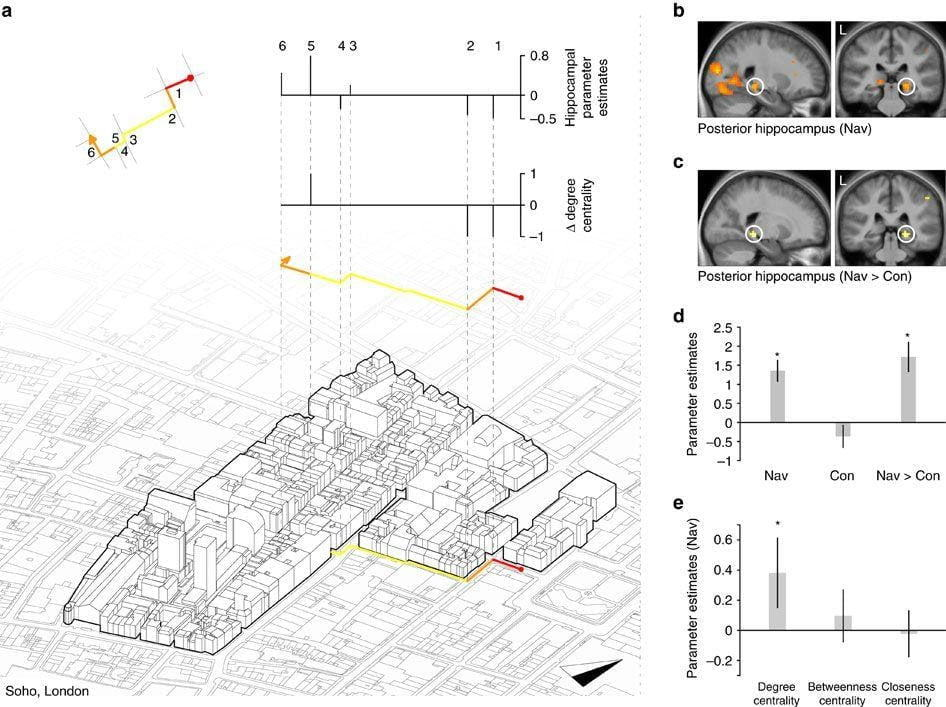 a
6 5 4 3 2 1
0.8
0
−0.5
Hippocampal
parameter
estimates
1
2
3
4
5
6
1
0
−1
Δ degree
centrality
Soho, London
b
L
Posterior hippocampus (Nav)
c
L
Posterior hippocampus (Nav > Con)
d
Parameter estimates
2.5
2
1.5
1
0.5
0
−0.5
−1
*
*
Nav Con Nav > Con
e
Parameter estimates (Nav)
0.6
0.4
0.2
0
−0.2
*
Degree
centrality
Betweenness
centrality
Closeness
centrality